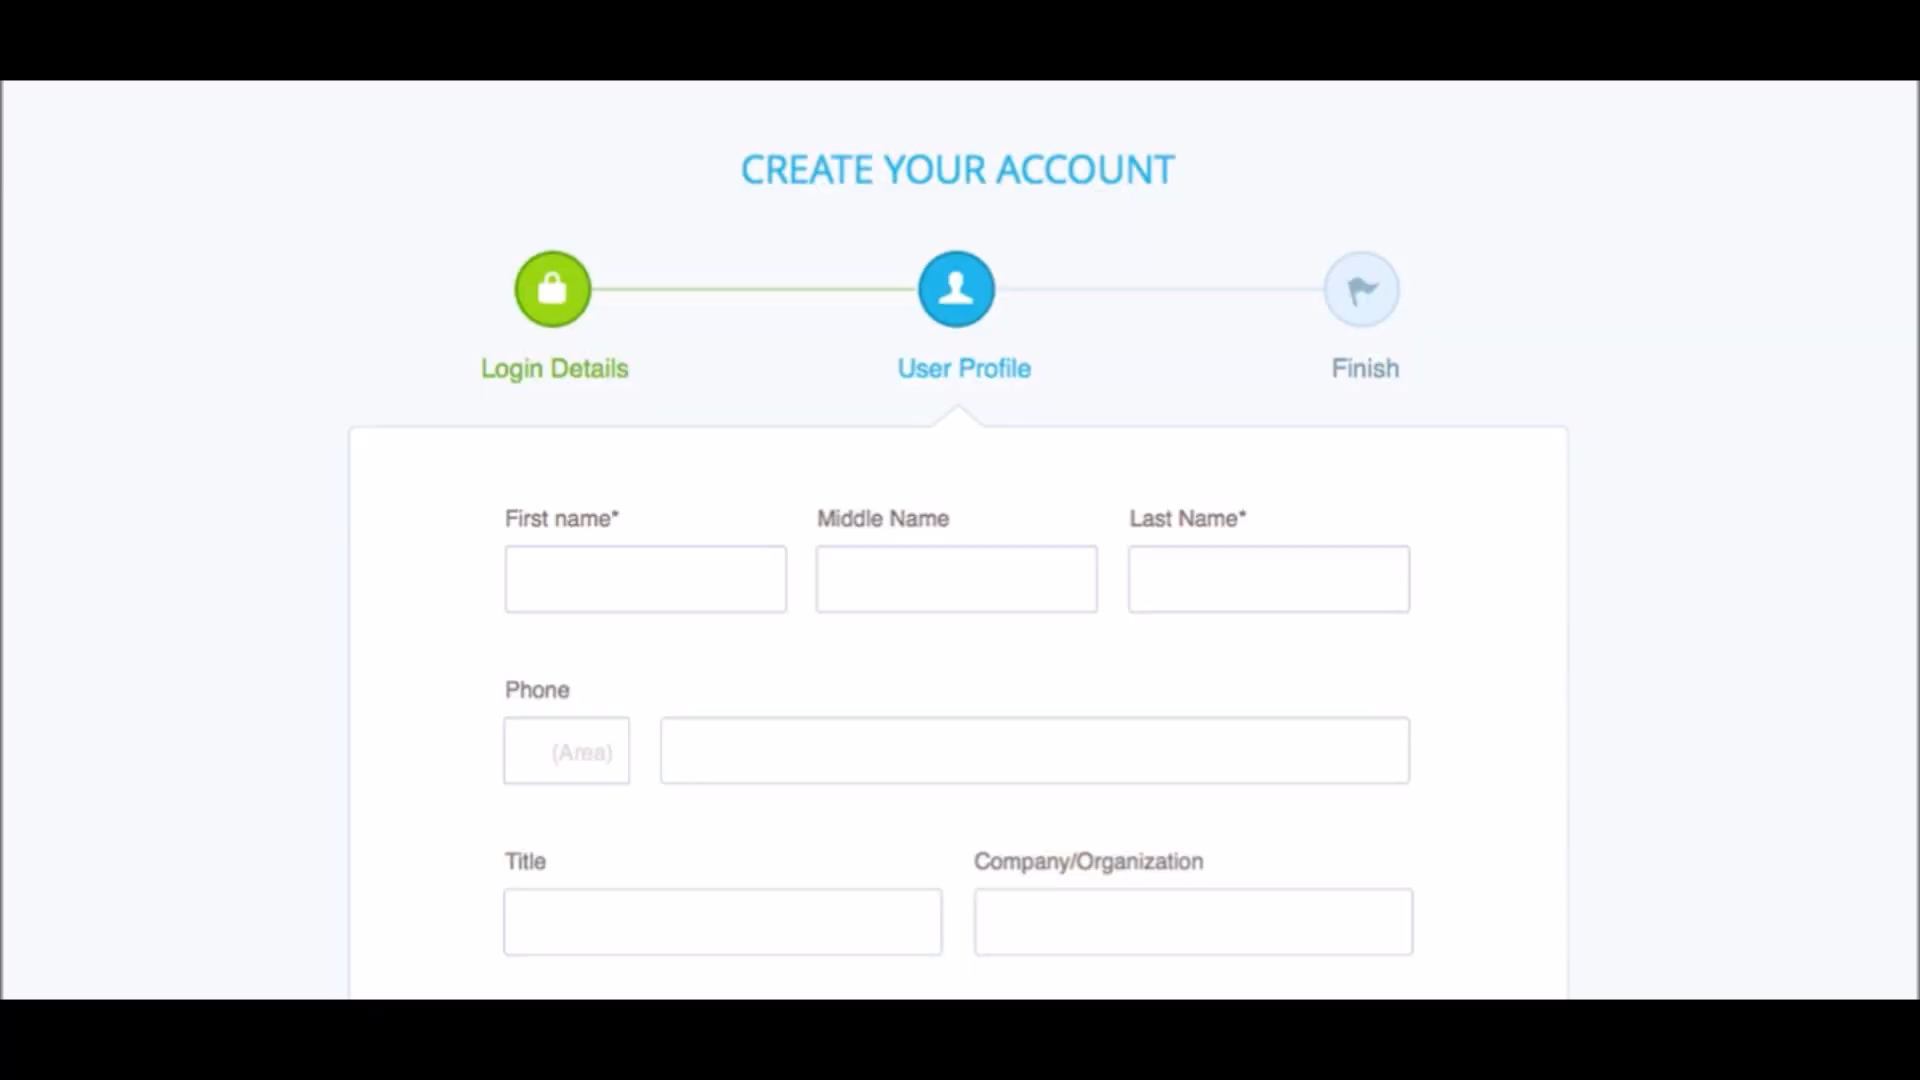 CREATE YOUR ACCOUNT
Login Details User Profile Finish
First name* Middle Name Last Name*
Phone
(Area)
Title Company/Organization